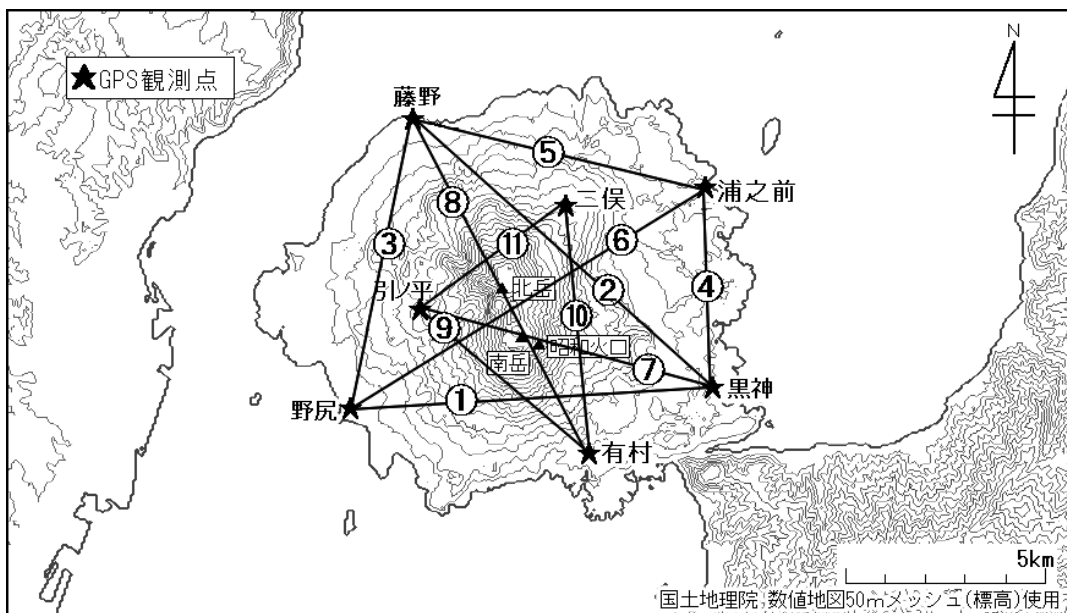 N
★GPS観測点
藤野
⑤
浦之前
二俣
⑧
⑥
③
⑪
北岳
②
④
引ノ平
⑩
⑨
昭和火口
南岳
⑦
黒神
野尻
①
有村
5km
国土地理院 数値地図50mメッシュ(標高)使用